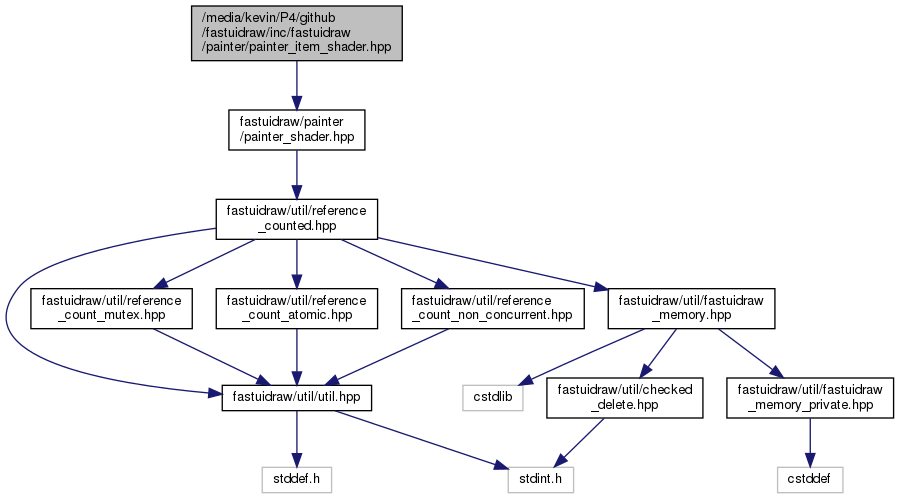 /media/kevin/P4/github
/fastuidraw/inc/fastuidraw
/painter/painter_item_shader.hpp
fastuidraw/painter
/painter_shader.hpp
fastuidraw/util/reference
_counted.hpp
fastuidraw/util/reference
_count_mutex.hpp
fastuidraw/util/reference
_count_atomic.hpp
fastuidraw/util/reference
_count_non_concurrent.hpp
fastuidraw/util/fastuidraw
_memory.hpp
fastuidraw/util/util.hpp
cstdlib
fastuidraw/util/checked
_delete.hpp
fastuidraw/util/fastuidraw
_memory_private.hpp
stddef.h
stdint.h
cstddef